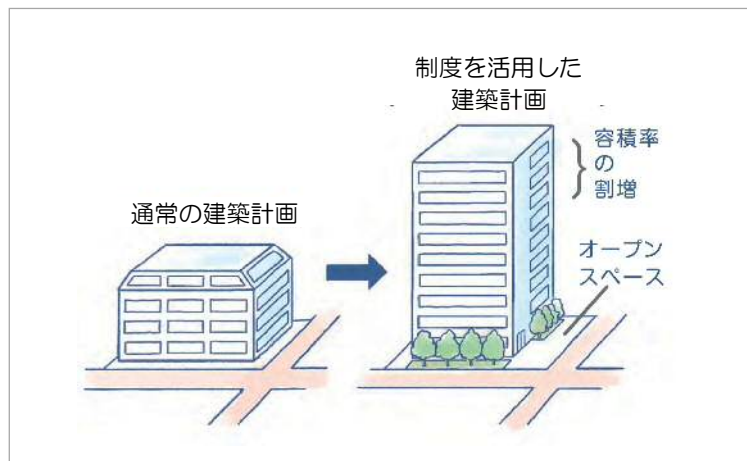 通常の建築計画
制度を活用した
建築計画
容積率
の
割増
オープン
スペース